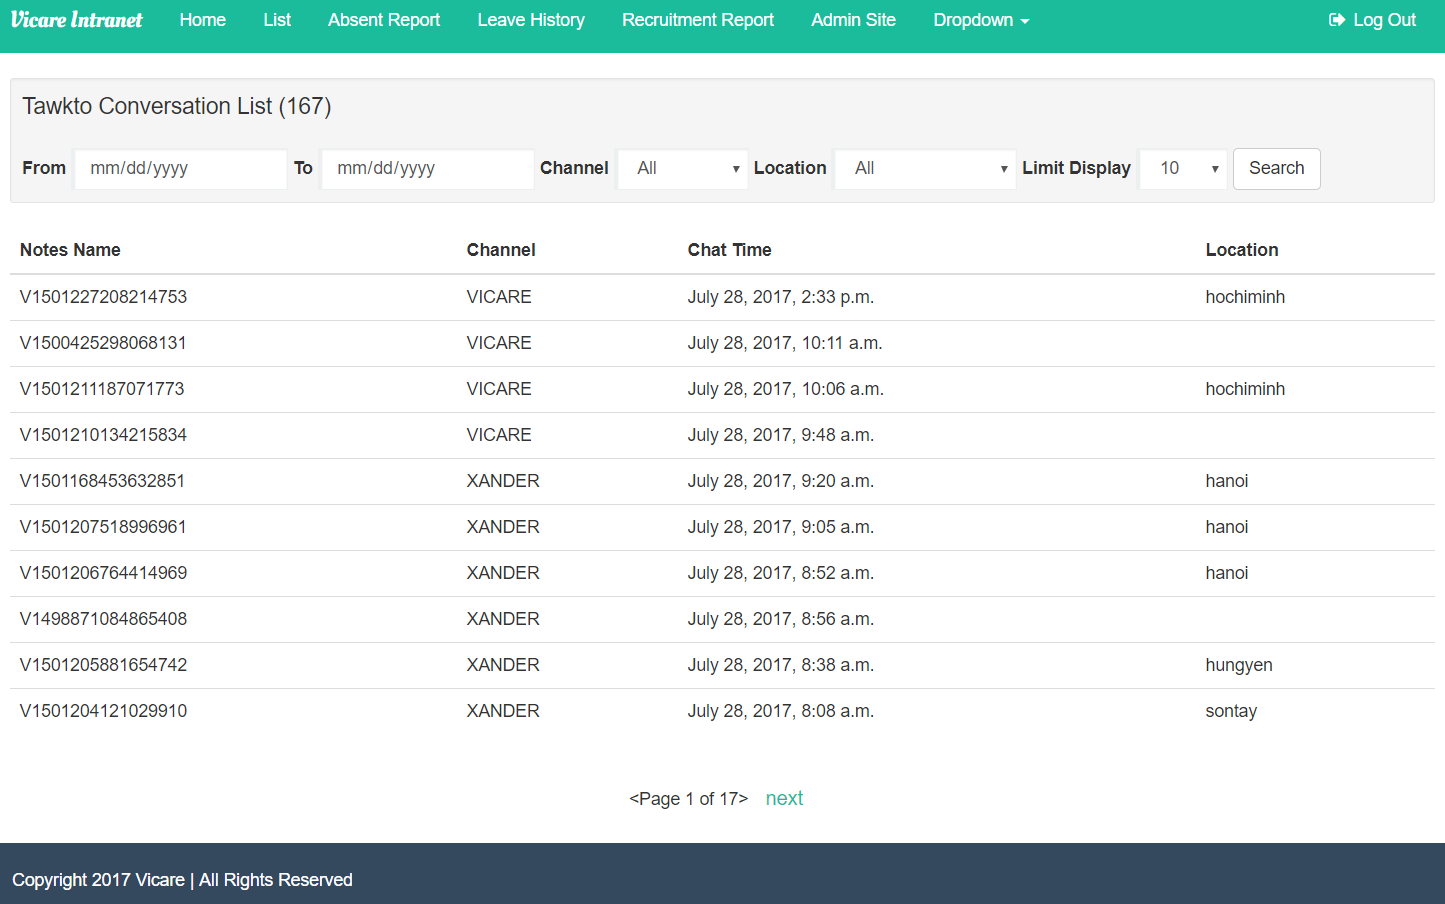 Vicare Intranet Home List Absent Report Leave History Recruitment Report Admin Site Dropdown Log Out
Tawkto Conversation List (167)
From mm/dd/yyyy To mm/dd/yyyy Channel All Location All Limit Display 10 Search
Notes Name Channel Chat Time Location
V1501227208214753 VICARE July 28, 2017, 2:33 p.m. hochiminh
V1500425298068131 VICARE July 28, 2017, 10:11 a.m.
V1501211187071773 VICARE July 28, 2017, 10:06 a.m. hochiminh
V1501210134215834 VICARE July 28, 2017, 9:48 a.m.
V1501168453632851 XANDER July 28, 2017, 9:20 a.m. hanoi
V1501207518996961 XANDER July 28, 2017, 9:05 a.m. hanoi
V1501206764414969 XANDER July 28, 2017, 8:52 a.m. hanoi
V1498871084865408 XANDER July 28, 2017, 8:56 a.m.
V1501205881654742 XANDER July 28, 2017, 8:38 a.m. hungyen
V1501204121029910 XANDER July 28, 2017, 8:08 a.m. sontay
<Page 1 of 17> next
Copyright 2017 Vicare | All Rights Reserved